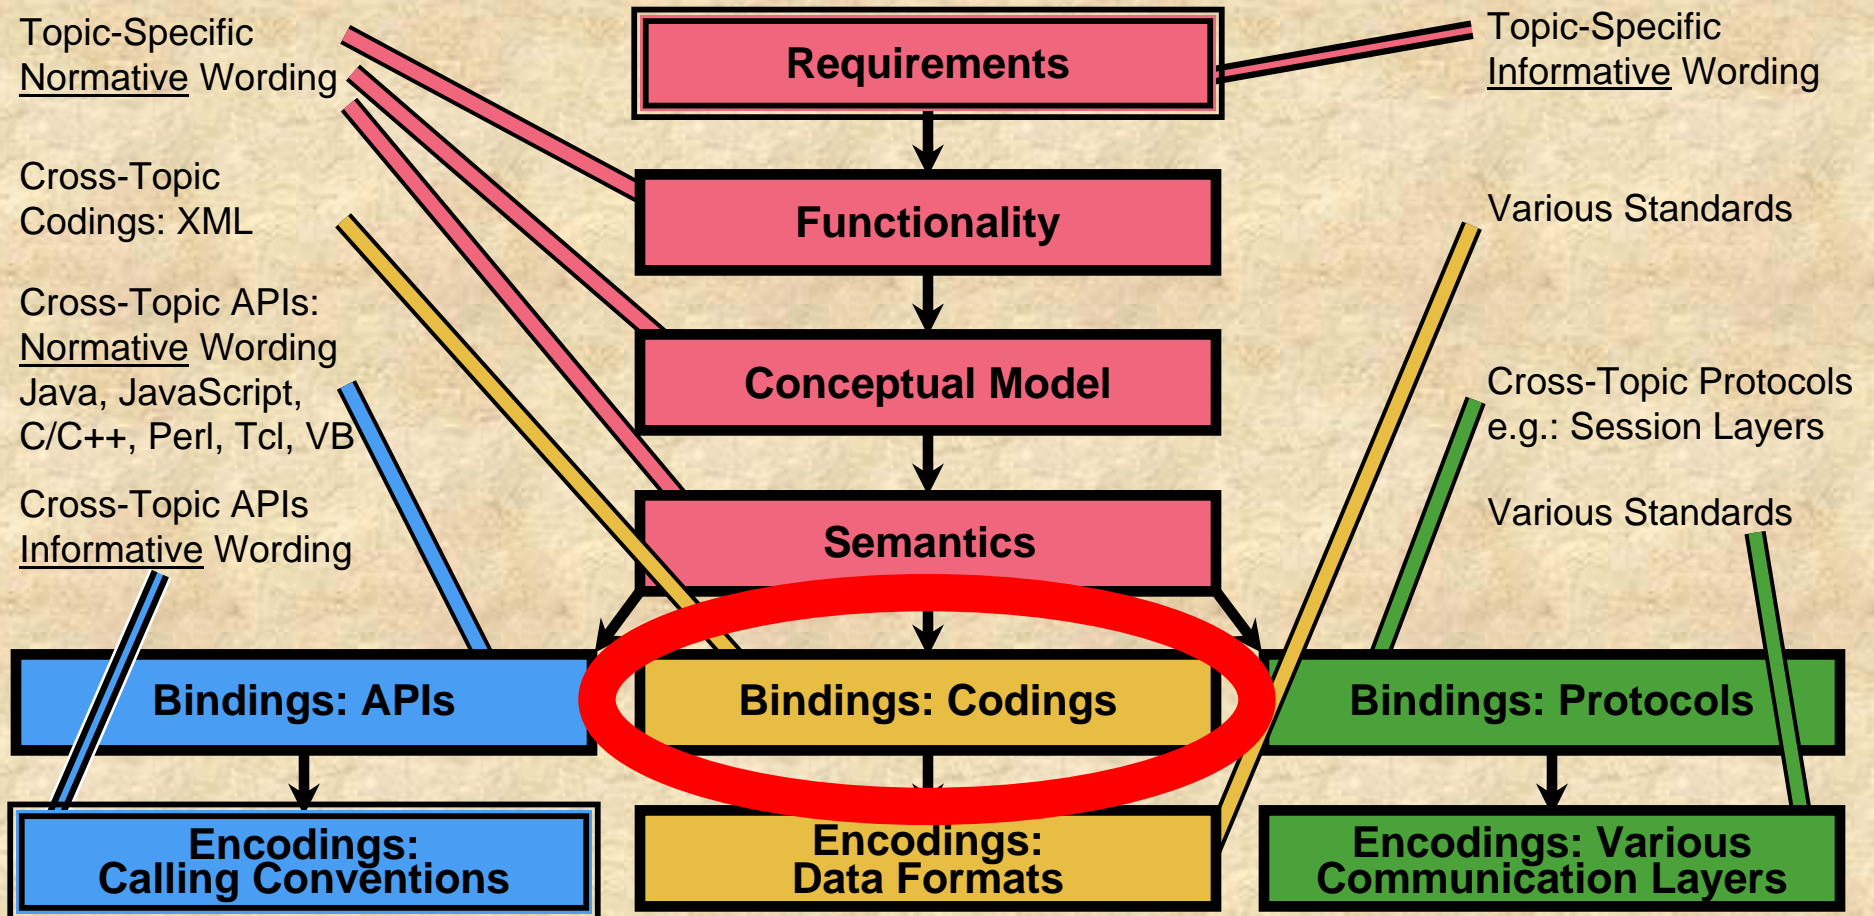 Topic-Specific
Normative Wording
Requirements
Topic-Specific
Informative Wording
Cross-Topic
Codings: XML
Functionality
Various Standards
Cross-Topic APIs:
Normative Wording
Java, JavaScript,
C/C++, Perl, Tcl, VB
Conceptual Model
Cross-Topic Protocols
e.g.: Session Layers
Cross-Topic APIs
Informative Wording
Semantics
Various Standards
Bindings: APIs
Bindings: Codings
Bindings: Protocols
Encodings:
Calling Conventions
Encodings:
Data Formats
Encodings: Various
Communication Layers